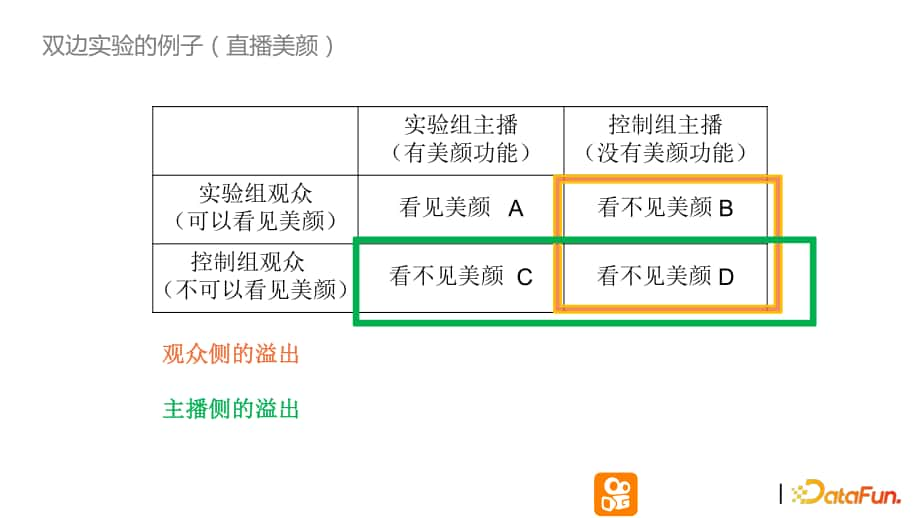 双边实验的例子（直播美颜）
实验组主播
（有美颜功能）
控制组主播
（没有美颜功能）
实验组观众
（可以看见美颜）
看见美颜 A
看不见美颜 B
控制组观众
（不可以看见美颜）
看不见美颜 C
看不见美颜 D
观众侧的溢出
主播侧的溢出
DataFun.